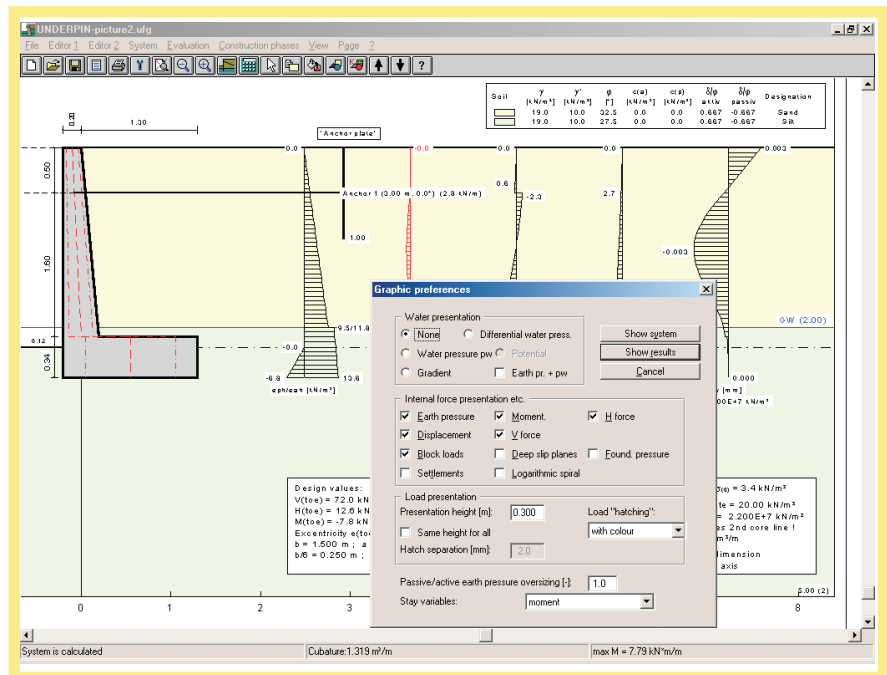 UNDERPIN-picture2.ufg
File Editor 1 Editor 2 System Evaluation Construction phases View Page ?
Soil γ [kN/m³] γ' [kN/m³] φ [°] c(a) [kN/m²] c(p) [kN/m²] δ/φ activ δ/φ passiv Designation
19.0 10.0 32.5 0.0 0.0 0.667 -0.667 Sand
19.0 10.0 27.5 0.0 0.0 0.667 -0.667 Silt
0.20
1.30
'Anchor plate'
0.0 -0.0 0.0 0.0 0.003
0.50
0.6
Anchor 1 (3.00 m, 0.0°) (2.8 kN/m)
-2.3
2.7
1.00
-0.003
1.60
Graphic preferences
Water presentation
None
Differential water press.
Water pressure pw
Potential
Gradient
Earth pr. + pw
Show system
Show results
Cancel
GW (2.00)
9.5/11.8
0.12
-0.0
0.34
-6.8
13.6
eph/eah [kN/m²]
0.000
[mm]
00E+7 kN/m²
Internal force presentation etc.
Earth pressure
Moment.
H force
Displacement
V force
Block loads
Deep slip planes
Found. pressure
Settlements
Logarithmic spiral
Load presentation
Presentation height [m]:
0.300
Load "hatching":
Same height for all
with colour
Hatch separation [mm]:
2.0
Passive/active earth pressure oversizing [-]:
1.0
Stay variables:
moment
Design values:
V(toe) = 72.0 kN
H(toe) = 12.6 kN
M(toe) = -7.8 kN
Excentricity e(to
b = 1.500 m ; a
b/6 = 0.250 m ;
= 3.4 kN/m²
te = 20.00 kN/m³
= 2.200E+7 kN/m²
es 2nd core line !
m³/m
imension
axis
5.00 (2)
0 1 2 3 8
System is calculated
Cubature:1.319 m³/m
max M = 7.79 kN*m/m